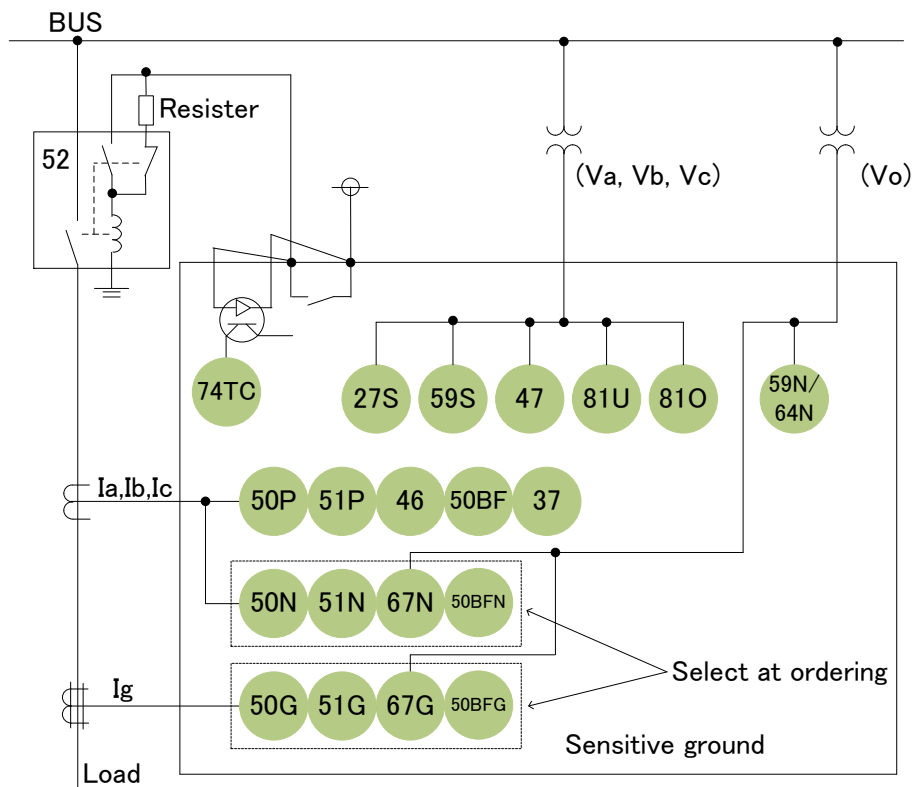 BUS
Resister
52
(Va, Vb, Vc)
(Vo)
74TC
27S
59S
47
81U
81O
59N/
64N
Ia,Ib,Ic
50P
51P
46
50BF
37
50N
51N
67N
50BFN
Select at ordering
Ig
50G
51G
67G
50BFG
Sensitive ground
Load